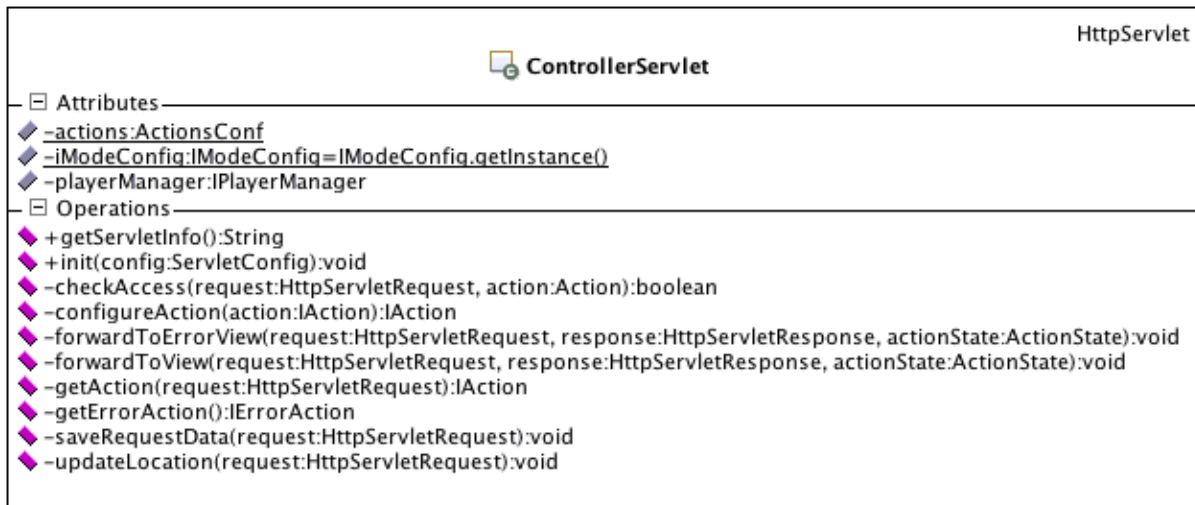 HttpServlet
ControllerServlet
Attributes
-actions:ActionsConf
-iModeConfig:IModeConfig=IModeConfig.getInstance()
-playerManager:IPlayerManager
Operations
+getServletInfo():String
+init(config:ServletConfig):void
-checkAccess(request:HttpServletRequest, action:Action):boolean
-configureAction(action:IAction):IAction
-forwardToErrorView(request:HttpServletRequest, response:HttpServletResponse, actionState:ActionState):void
-forwardToView(request:HttpServletRequest, response:HttpServletResponse, actionState:ActionState):void
-getAction(request:HttpServletRequest):IAction
-getErrorAction():IErrorAction
-saveRequestData(request:HttpServletRequest):void
-updateLocation(request:HttpServletRequest):void